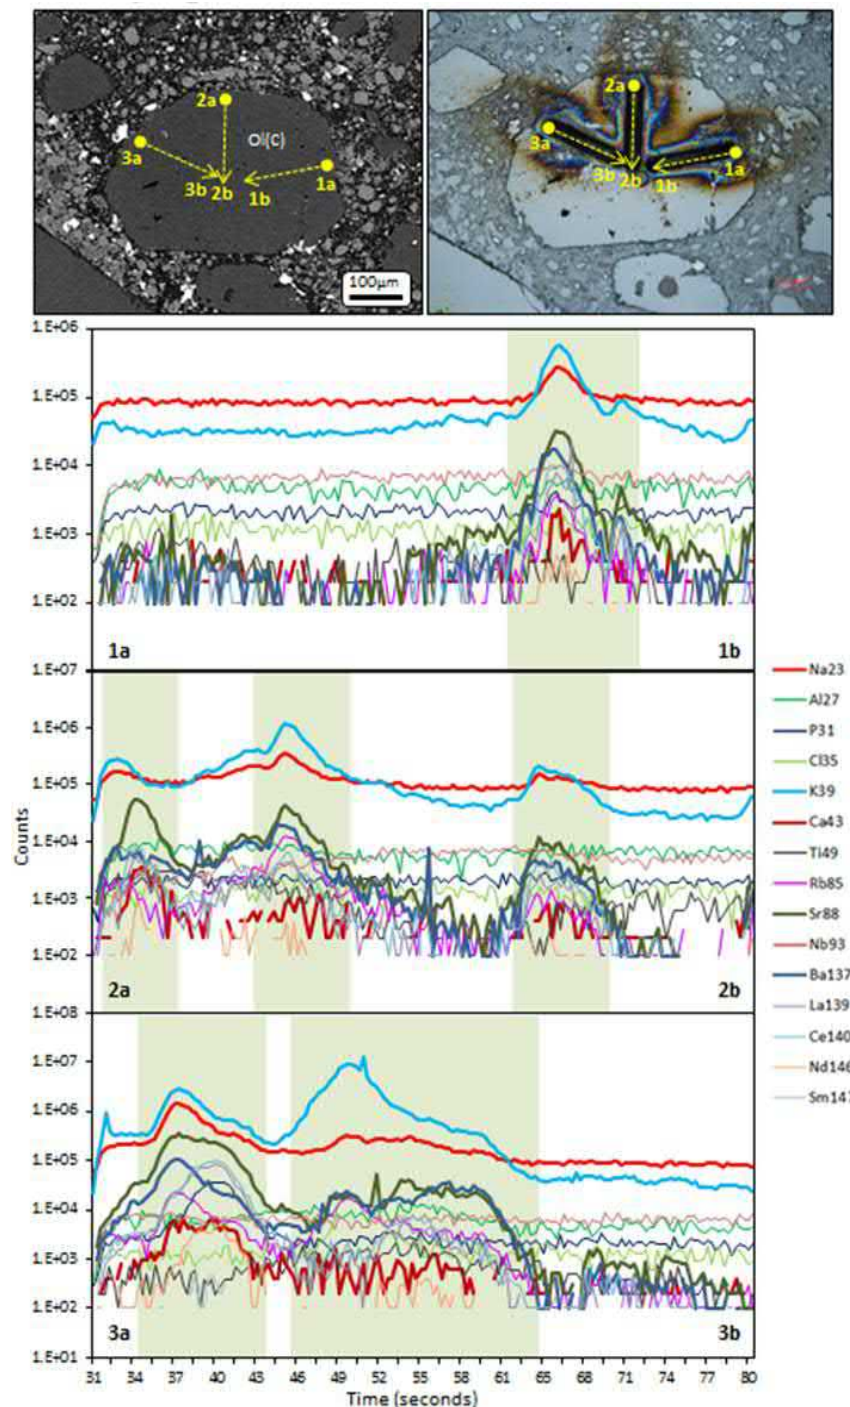 2a
Ol(C)
3a
3b
2b
1b
1a
100µm
2a
3a
3b
2b
1b
1a
1.E+06
1.E+05
1.E+04
1.E+03
1.E+02
1a
1b
1.E+07
1.E+06
1.E+05
1.E+04
1.E+03
1.E+02
2a
2b
1.E+08
1.E+07
1.E+06
1.E+05
1.E+04
1.E+03
1.E+02
1.E+01
3a
3b
Counts
31 34 37 40 43 46 49 52 55 58 61 65 68 71 74 77 80
Time (seconds)
Na23
Al27
P31
Cl35
K39
Ca43
Ti49
Rb85
Sr88
Nb93
Ba137
La139
Ce140
Nd146
Sm147